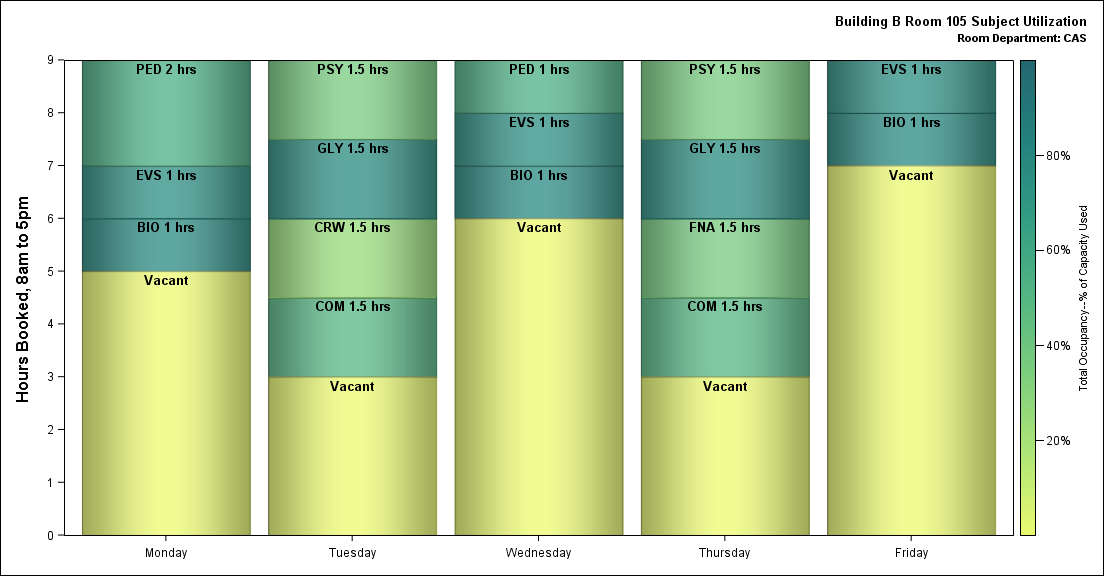 Building B Room 105 Subject Utilization
Room Department: CAS
Hours Booked, 8am to 5pm
9
8
7
6
5
4
3
2
1
0
PED 2 hrs
EVS 1 hrs
BIO 1 hrs
Vacant
Monday
PSY 1.5 hrs
GLY 1.5 hrs
CRW 1.5 hrs
COM 1.5 hrs
Vacant
Tuesday
PED 1 hrs
EVS 1 hrs
BIO 1 hrs
Vacant
Wednesday
PSY 1.5 hrs
GLY 1.5 hrs
FNA 1.5 hrs
COM 1.5 hrs
Vacant
Thursday
EVS 1 hrs
BIO 1 hrs
Vacant
Friday
80%
60%
40%
20%
Total Occupancy--% of Capacity Used